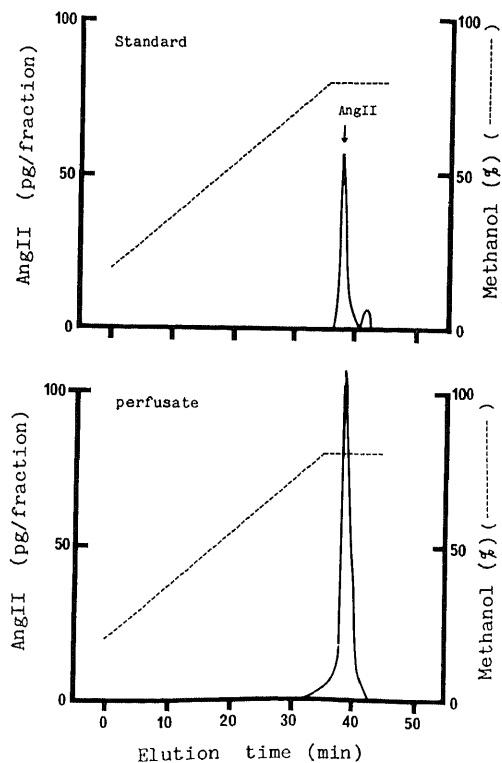 100
Standard
AngII
50
0
AngII (pg/fraction)
100
50
0
Methanol (%) (--------)
100
perfusate
50
0
AngII (pg/fraction)
100
50
0
Methanol (%) (--------)
0 10 20 30 40 50
Elution time (min)